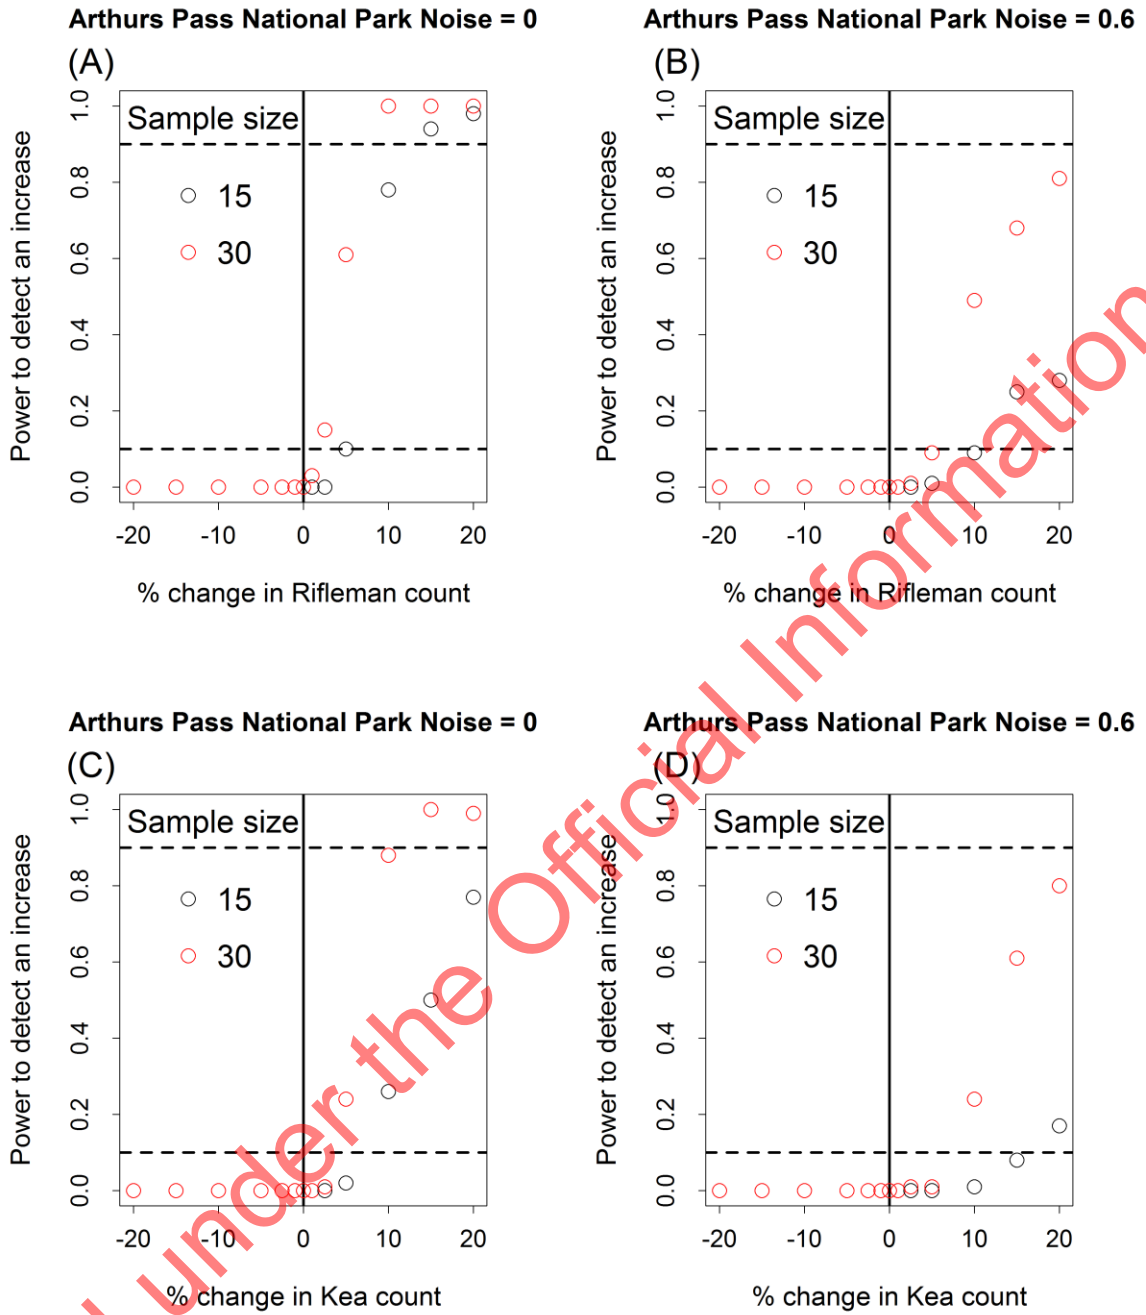 Arthurs Pass National Park Noise = 0
(A)
Sample size
15
30
Power to detect an increase
0.0 0.2 0.4 0.6 0.8 1.0
-20 -10 0 10 20
% change in Rifleman count
Arthurs Pass National Park Noise = 0.6
(B)
Sample size
15
30
Power to detect an increase
0.0 0.2 0.4 0.6 0.8 1.0
-20 -10 0 10 20
% change in Rifleman count
Arthurs Pass National Park Noise = 0
(C)
Sample size
15
30
Power to detect an increase
0.0 0.2 0.4 0.6 0.8 1.0
-20 -10 0 10 20
% change in Kea count
Arthurs Pass National Park Noise = 0.6
(D)
Sample size
15
30
Power to detect an increase
0.0 0.2 0.4 0.6 0.8 1.0
-20 -10 0 10 20
% change in Kea count
under the Official Information